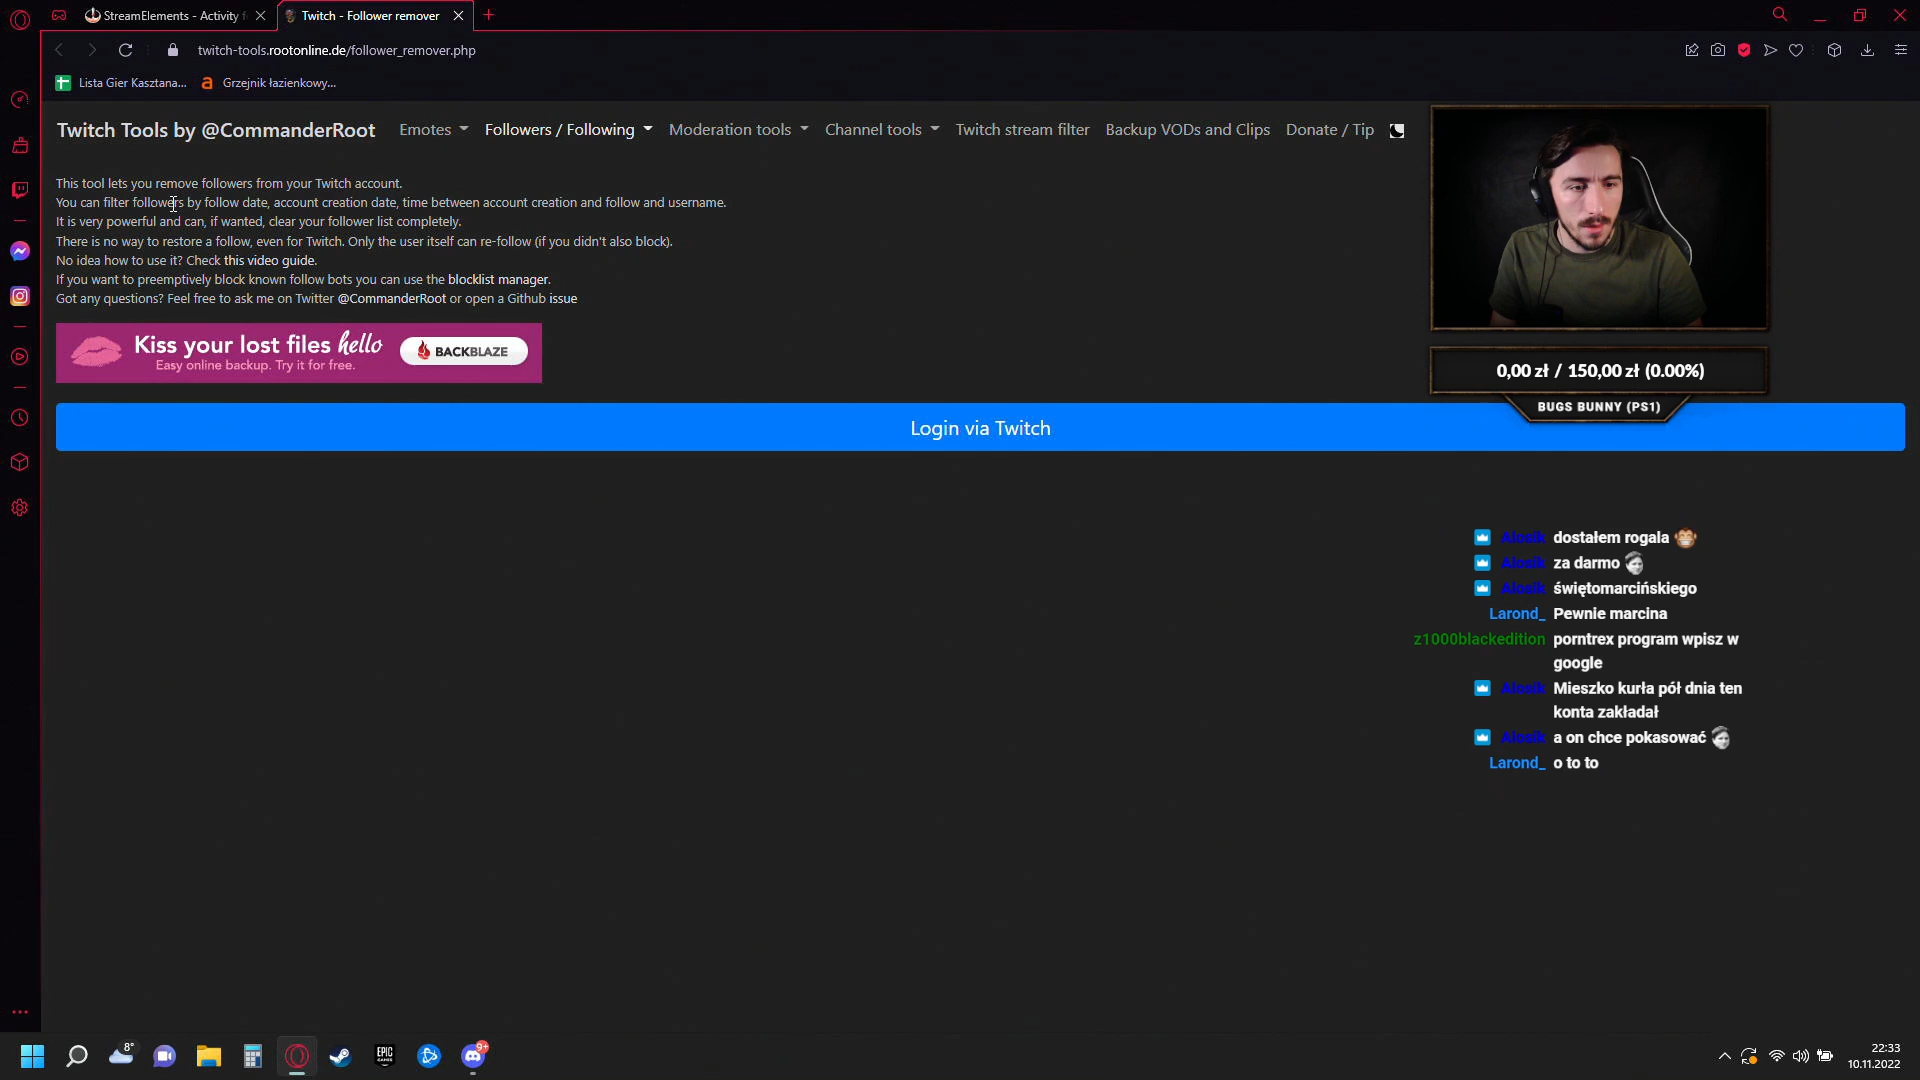 StreamElements - Activity f
Twitch - Follower remover
twitch-tools.rootonline.de/follower_remover.php
Lista Gier Kasztana...
Grzejnik łazienkowy...
Twitch Tools by @CommanderRoot
Emotes
Followers / Following
Moderation tools
Channel tools
Twitch stream filter
Backup VODs and Clips
Donate / Tip
This tool lets you remove followers from your Twitch account.
You can filter followers by follow date, account creation date, time between account creation and follow and username.
It is very powerful and can, if wanted, clear your follower list completely.
There is no way to restore a follow, even for Twitch. Only the user itself can re-follow (if you didn't also block).
No idea how to use it? Check this video guide.
If you want to preemptively block known follow bots you can use the blocklist manager.
Got any questions? Feel free to ask me on Twitter @CommanderRoot or open a Github issue
Kiss your lost files hello
Easy online backup. Try it for free.
BACKBLAZE
0,00 zł / 150,00 zł (0.00%)
BUGS BUNNY (PS1)
Login via Twitch
Alosik dostałem rogala
Alosik za darmo
Alosik świętomarcińskiego
Larond_ Pewnie marcina
z1000blackedition porntrex program wpisz w
google
Alosik Mieszko kurła pół dnia ten
konta zakładał
Alosik a on chce pokasować
Larond_ o to to
8°
EPIC
GAMES
9+
22:33
10.11.2022